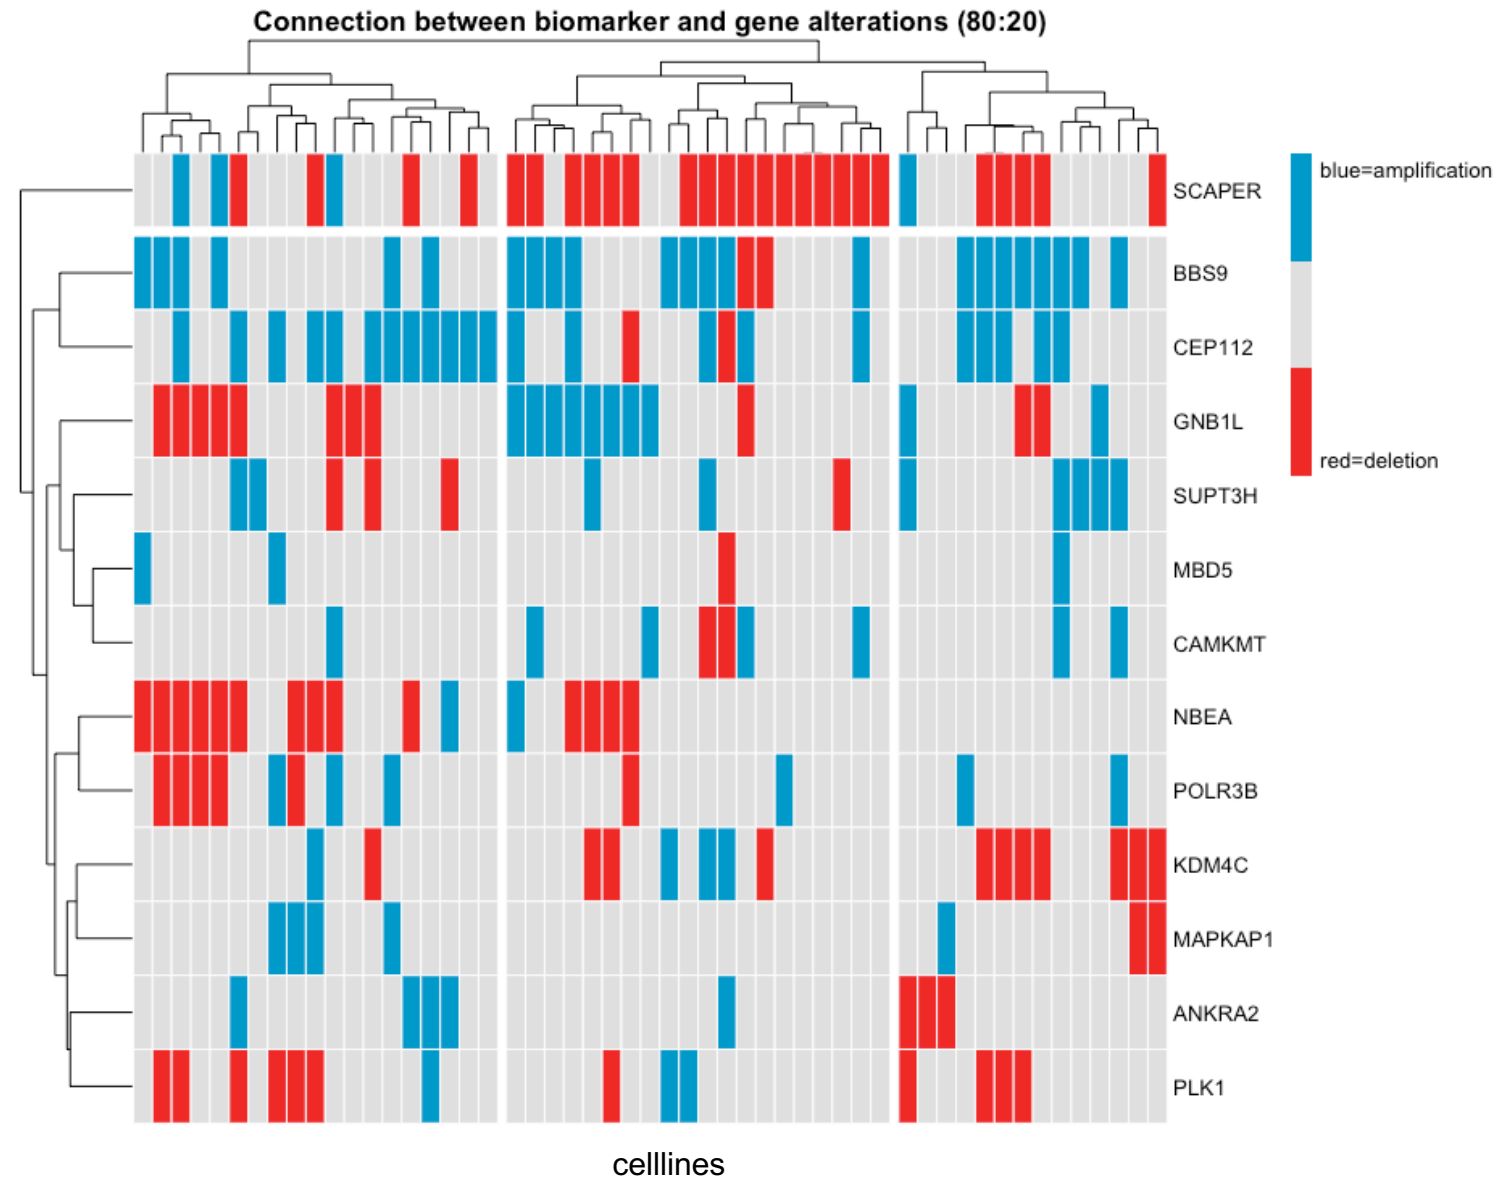 Connection between biomarker and gene alterations (80:20)
blue=amplification
SCAPER
BBS9
CEP112
GNB1L
red=deletion
SUPT3H
MBD5
CAMKMT
NBEA
POLR3B
KDM4C
MAPKAP1
ANKRA2
PLK1
celllines